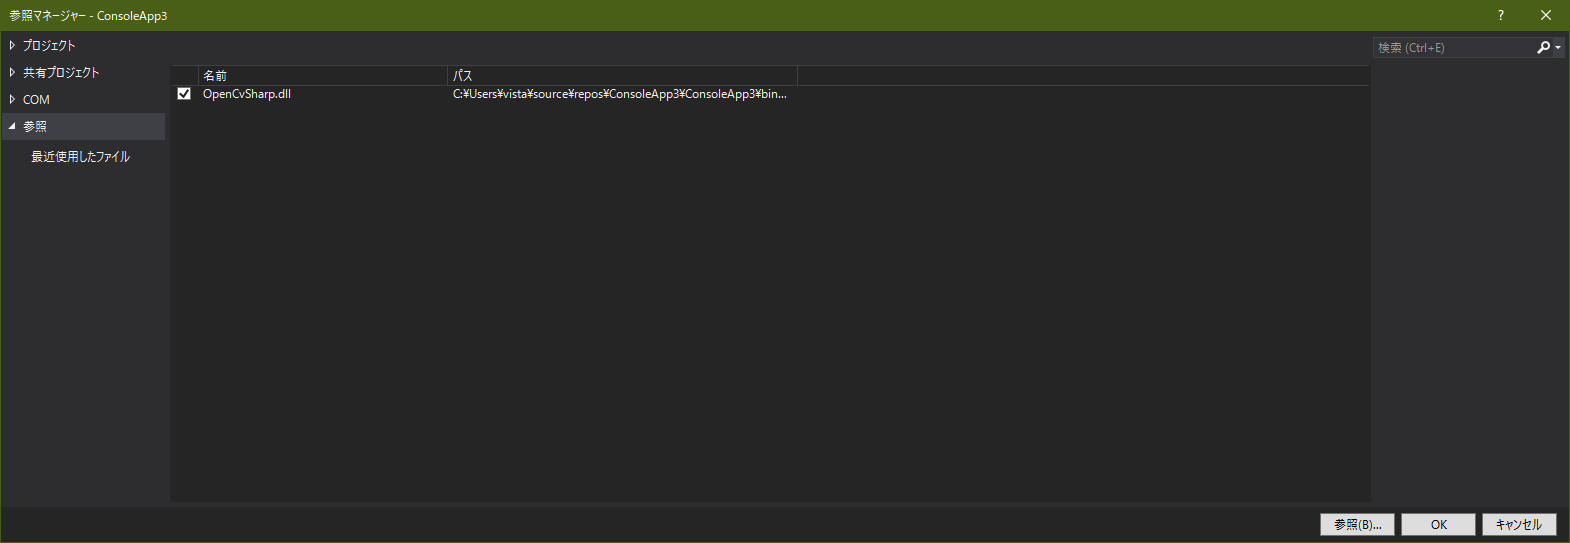 参照マネージャー - ConsoleApp3
?
プロジェクト
共有プロジェクト
COM
参照
最近使用したファイル
検索 (Ctrl+E)
名前 パス
OpenCvSharp.dll C:¥Users¥vista¥source¥repos¥ConsoleApp3¥ConsoleApp3¥bin...
参照(B)... OK キャンセル